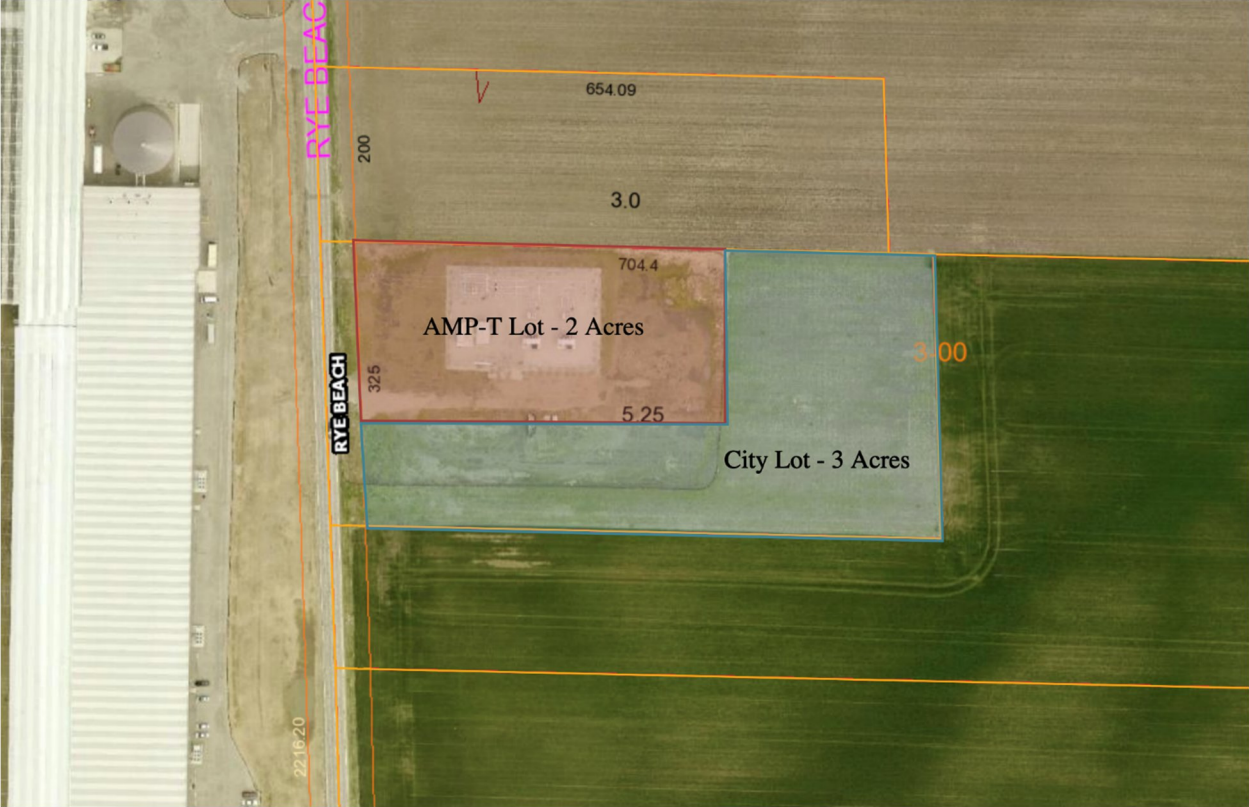 RYE BEAC
654.09
200
3.0
704.4
AMP-T Lot - 2 Acres
3.00
325
RYE BEACH
5.25
City Lot - 3 Acres
2216.20